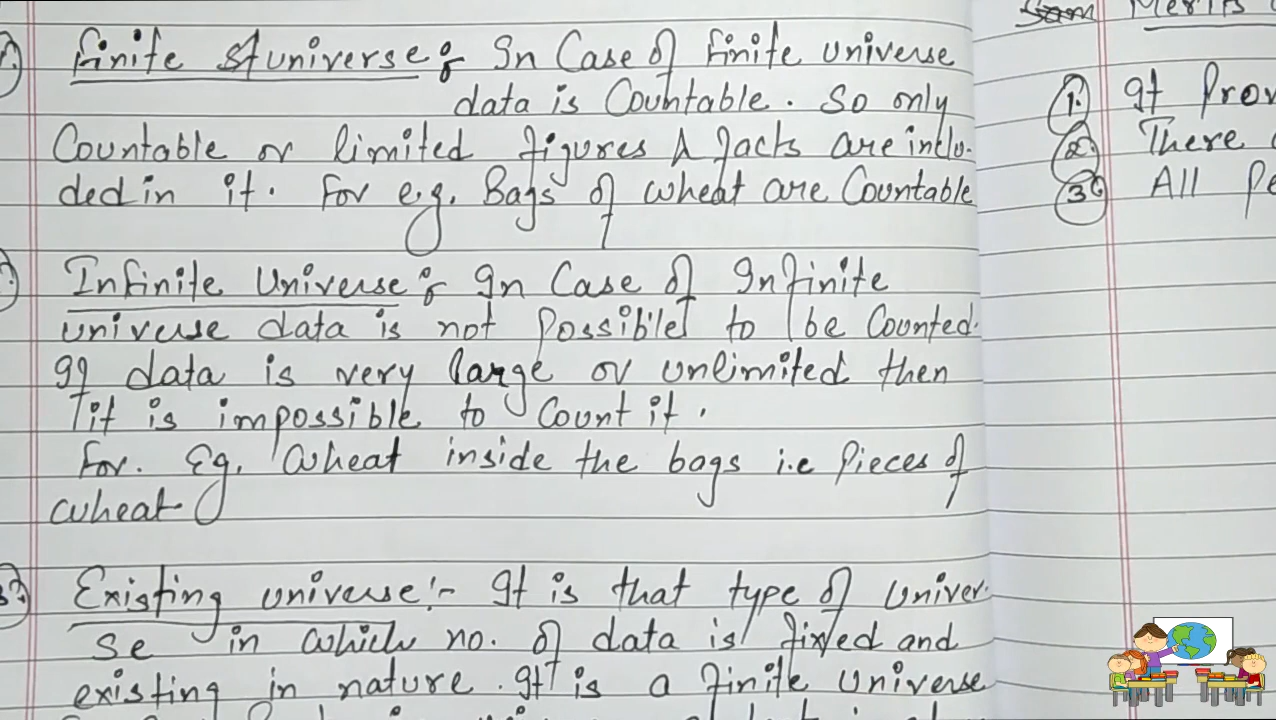 Finite Universe :- In Case of Finite universe
data is Countable. So only
Countable or limited figures & facts are inclu-
ded in it. For e.g. Bags of wheat are Countable
Infinite Universe :- In Case of Infinite
universe data is not Possible to be Counted.
If data is very large or unlimited then
it is impossible to Count it.
For. Eg. Wheat inside the bags i.e Pieces of
wheat.
3.
Existing universe :- It is that type of Univer-
se in which no. of data is fixed and
existing in nature. It is a finite universe
Merits
1. It Prov
2. There
3. All Pe